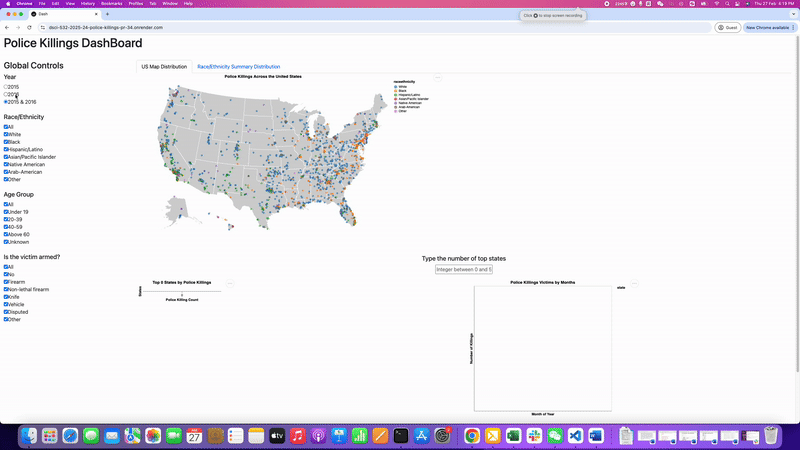 Chrome File Edit View History Bookmarks Profiles Tab Window Help
Thu 27 Feb 4:19 PM
Click to stop screen recording
Dash
dsci-532-2025-24-police-killings-pr-34.onrender.com
Guest
New Chrome available
Police Killings DashBoard
Global Controls
Year
2015
2016
2015 & 2016
Race/Ethnicity
All
White
Black
Hispanic/Latino
Asian/Pacific Islander
Native American
Arab-American
Other
Age Group
All
Under 19
20-39
40-59
Above 60
Unknown
Is the victim armed?
All
No
Firearm
Non-lethal firearm
Knife
Vehicle
Disputed
Other
US Map Distribution
Race/Ethnicity Summary Distribution
Police Killings Across the United States
raceethnicity
White
Black
Hispanic/Latino
Asian/Pacific Islander
Native American
Arab-American
Other
Type the number of top states
Integer between 0 and 5
Top 0 States by Police Killings
States
Police Killing Count
Police Killings Victims by Months
state
Number of Killings
Month of Year